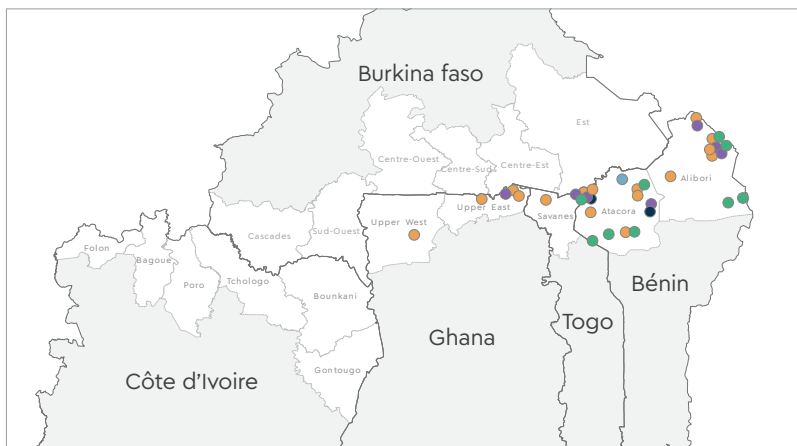 Burkina faso
Est
Centre-Ouest
Centre-Sud
Centre-Est
Alibori
Upper West
Upper East
Savanes
Atacora
Cascades
Sud-Ouest
Folon
Bagoue
Poro
Tchologo
Bounkani
Bénin
Togo
Ghana
Gontougo
Côte d'Ivoire